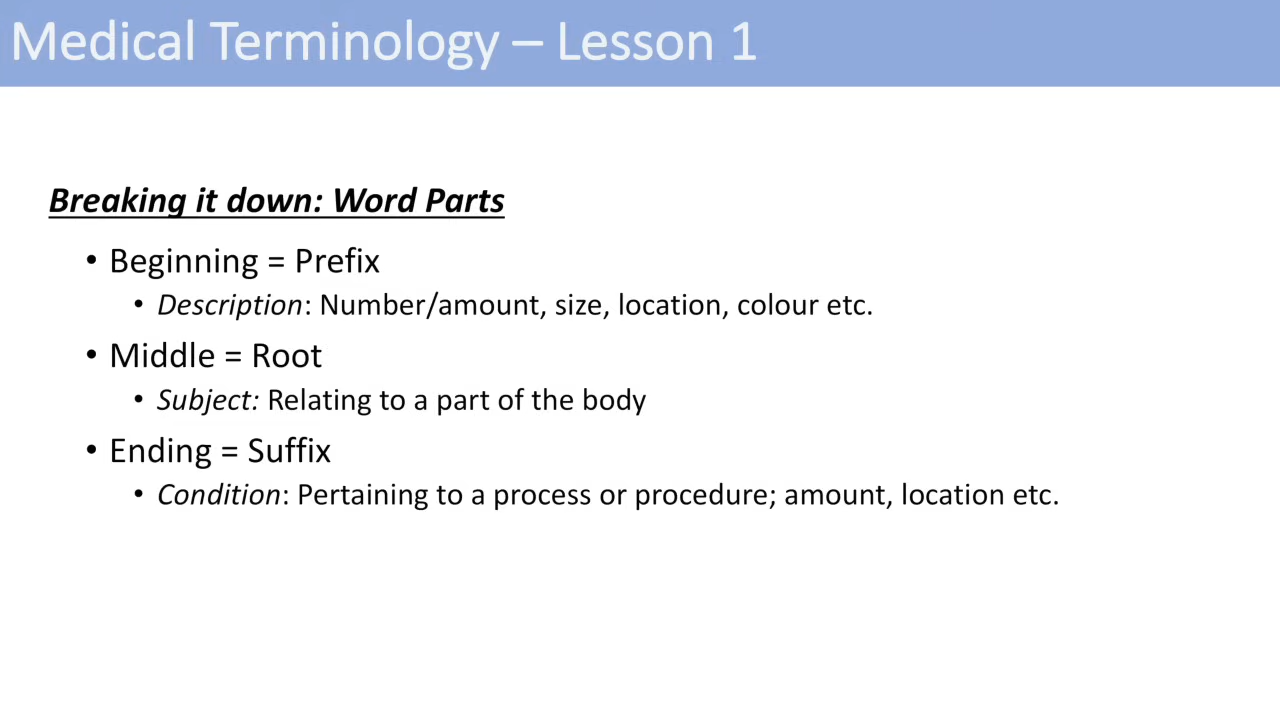 Medical Terminology – Lesson 1
Breaking it down: Word Parts
• Beginning = Prefix
• Description: Number/amount, size, location, colour etc.
• Middle = Root
• Subject: Relating to a part of the body
• Ending = Suffix
• Condition: Pertaining to a process or procedure; amount, location etc.